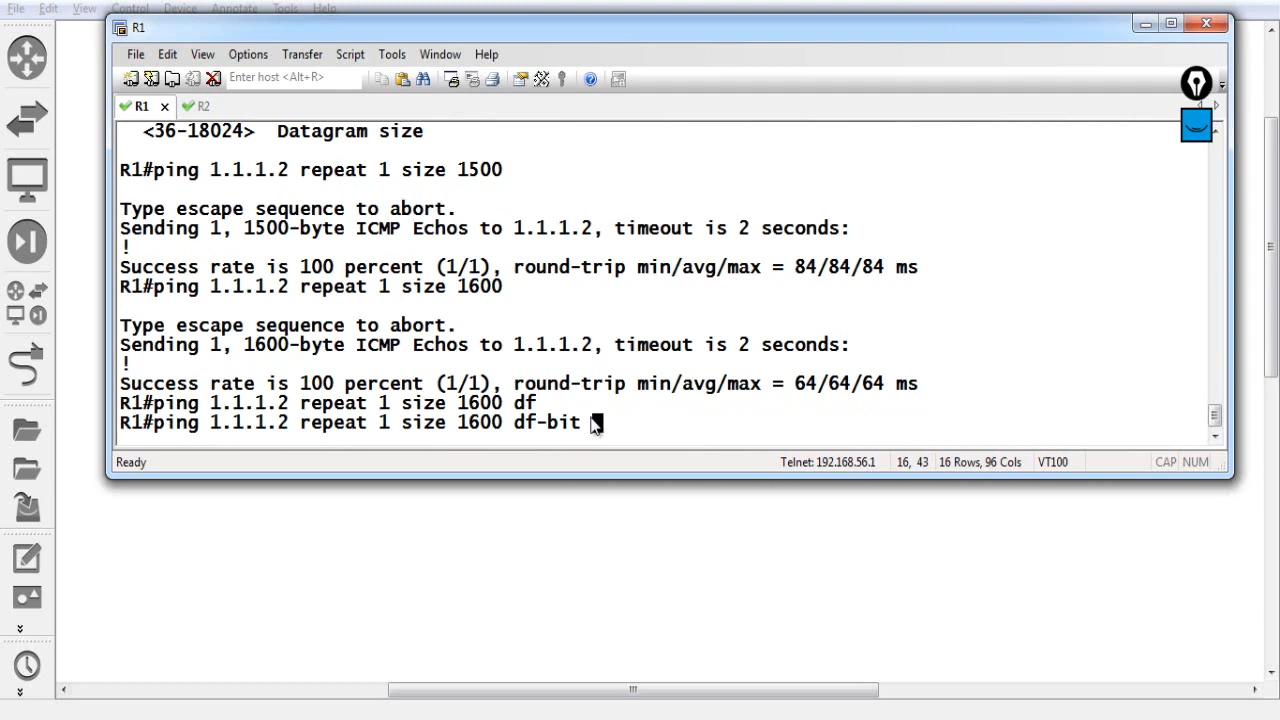 File Edit View Control Device Annotate Tools Help
R1
File Edit View Options Transfer Script Tools Window Help
Enter host <Alt+R>
R1 x R2
<36-18024> Datagram size
R1#ping 1.1.1.2 repeat 1 size 1500
Type escape sequence to abort.
Sending 1, 1500-byte ICMP Echos to 1.1.1.2, timeout is 2 seconds:
!
Success rate is 100 percent (1/1), round-trip min/avg/max = 84/84/84 ms
R1#ping 1.1.1.2 repeat 1 size 1600
Type escape sequence to abort.
Sending 1, 1600-byte ICMP Echos to 1.1.1.2, timeout is 2 seconds:
!
Success rate is 100 percent (1/1), round-trip min/avg/max = 64/64/64 ms
R1#ping 1.1.1.2 repeat 1 size 1600 df
R1#ping 1.1.1.2 repeat 1 size 1600 df-bit
Ready Telnet: 192.168.56.1 16, 43 16 Rows, 96 Cols VT100 CAP NUM